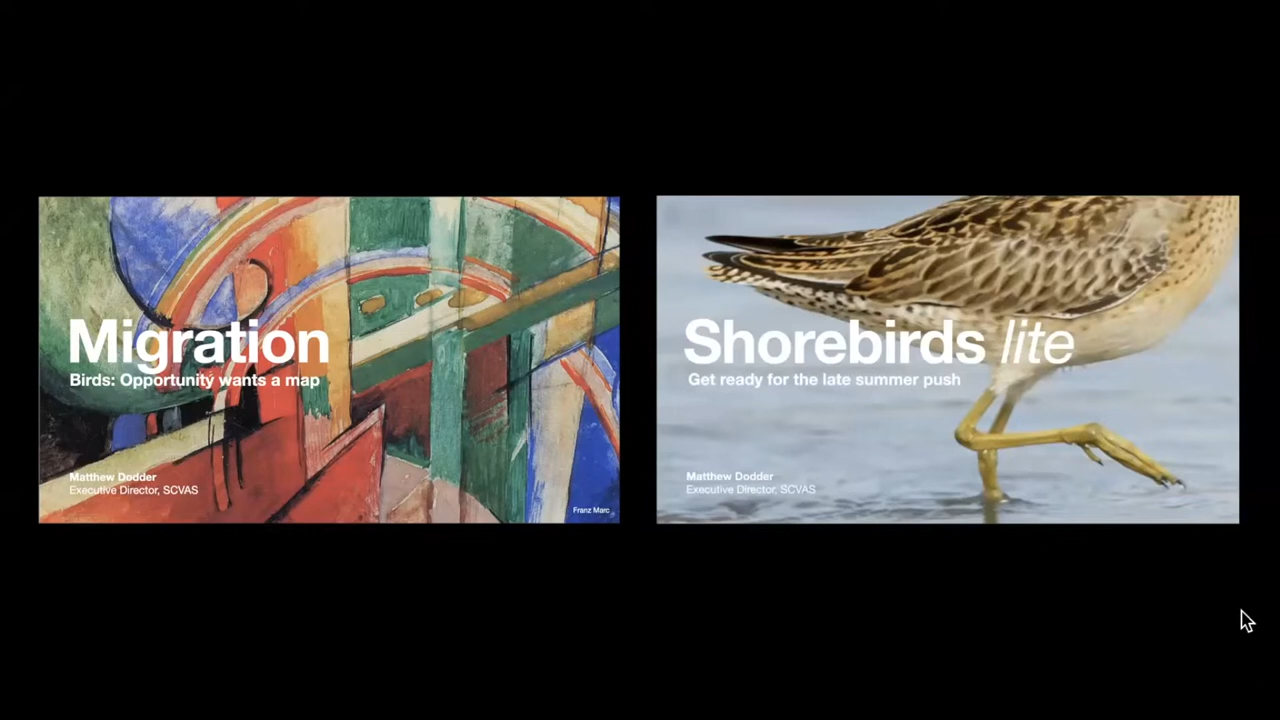 Migration
Birds: Opportunity wants a map
Matthew Dodder
Executive Director, SCVAS
Franz Marc
Shorebirds lite
Get ready for the late summer push
Matthew Dodder
Executive Director, SCVAS